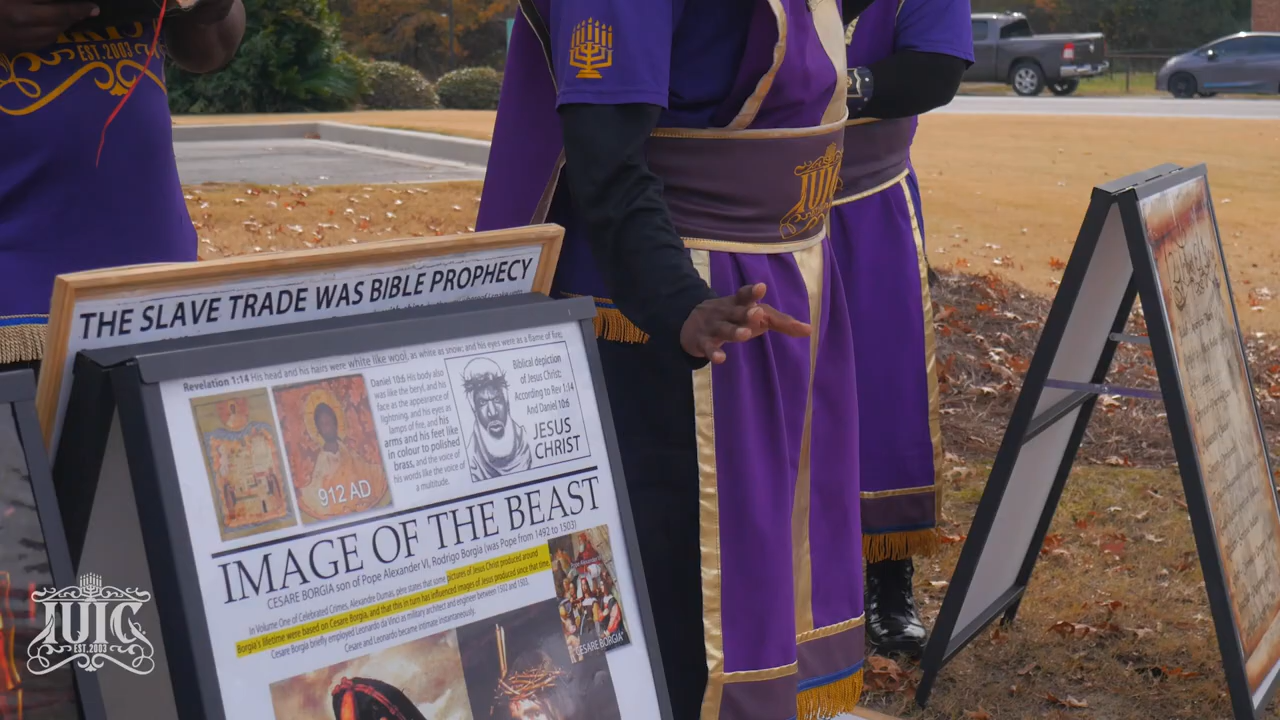 EST.2003
IUIC
THE SLAVE TRADE WAS BIBLE PROPHECY
Revelation 1:14 His head and his hairs were white like wool, as white as snow; and his eyes were as a flame of fire;
912 AD
Daniel 10:6 His body also
was like the beryl, and his
face as the appearance of
lightning, and his eyes as
lamps of fire, and his
arms and his feet like
in colour to polished
brass, and the voice of
his words like the voice of
a multitude.
Biblical depiction
of Jesus Christ:
According to Rev 1:14
And Daniel 10:6
JESUS
CHRIST
IMAGE OF THE BEAST
CESARE BORGIA son of Pope Alexander VI, Rodrigo Borgia (was Pope from 1492 to 1503)
In Volume One of Celebrated Crimes, Alexandre Dumas, père states that some pictures of Jesus Christ produced around
Borgia's lifetime were based on Cesare Borgia, and that this in turn has influenced images of Jesus produced since that time.
Cesare Borgia briefly employed Leonardo da Vinci as military architect and engineer between 1502 and 1503.
Cesare and Leonardo became intimate instantaneously.
CESARE BORGIA
IUIC
EST.2003